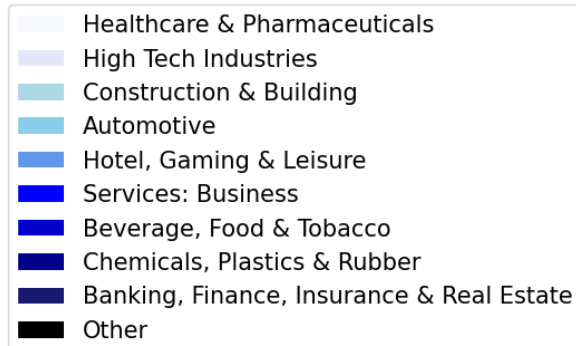 Healthcare & Pharmaceuticals
High Tech Industries
Construction & Building
Automotive
Hotel, Gaming & Leisure
Services: Business
Beverage, Food & Tobacco
Chemicals, Plastics & Rubber
Banking, Finance, Insurance & Real Estate
Other